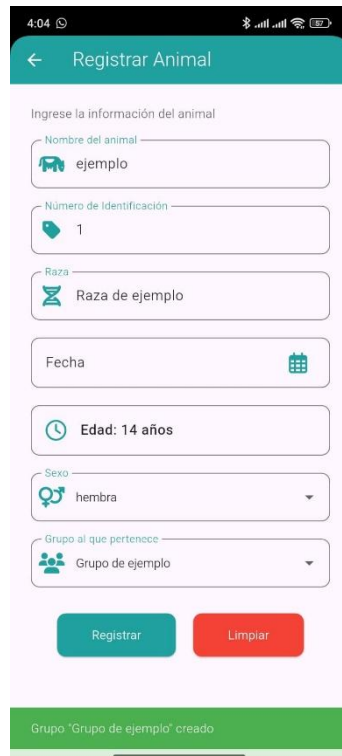 4:04
57
Registrar Animal
Ingrese la información del animal
Nombre del animal
ejemplo
Número de Identificación
1
Raza
Raza de ejemplo
Fecha
Edad: 14 años
Sexo
hembra
Grupo al que pertenece
Grupo de ejemplo
Registrar
Limpiar
Grupo "Grupo de ejemplo" creado